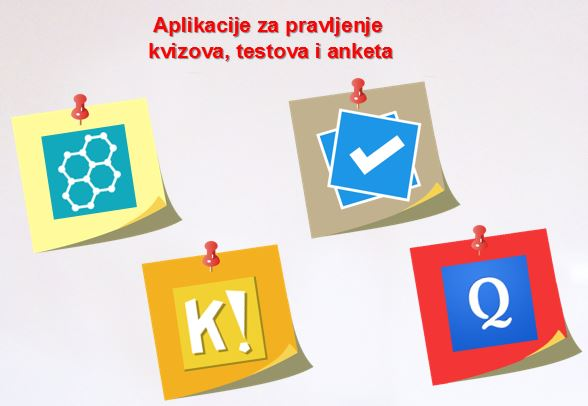 Aplikacije za pravljenje
kvizova, testova i anketa
K!
Q